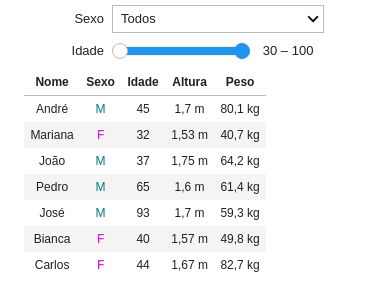 Sexo Todos
Idade 30 – 100
Nome Sexo Idade Altura Peso
André M 45 1,7 m 80,1 kg
Mariana F 32 1,53 m 40,7 kg
João M 37 1,75 m 64,2 kg
Pedro M 65 1,6 m 61,4 kg
José M 93 1,7 m 59,3 kg
Bianca F 40 1,57 m 49,8 kg
Carlos F 44 1,67 m 82,7 kg